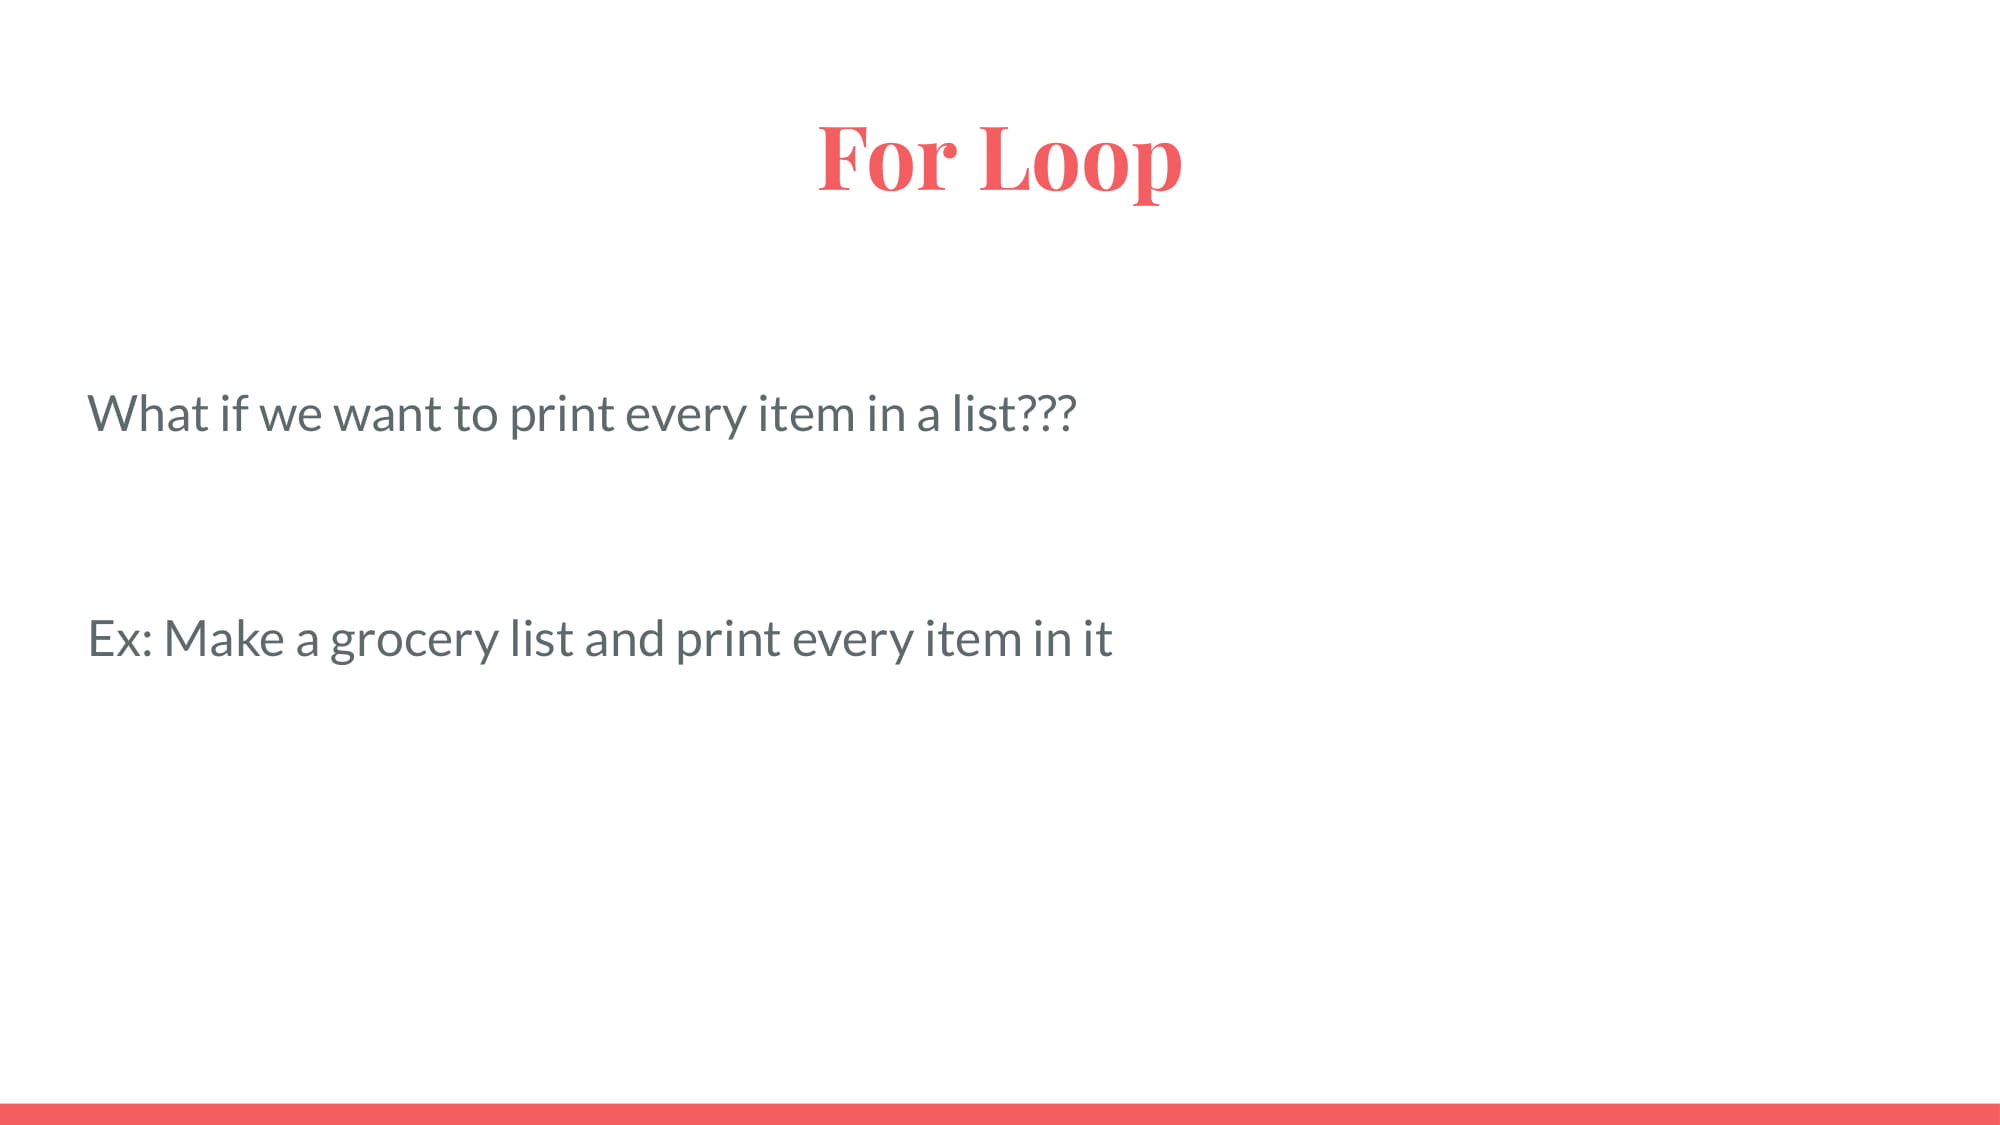 For Loop
What if we want to print every item in a list???
Ex: Make a grocery list and print every item in it